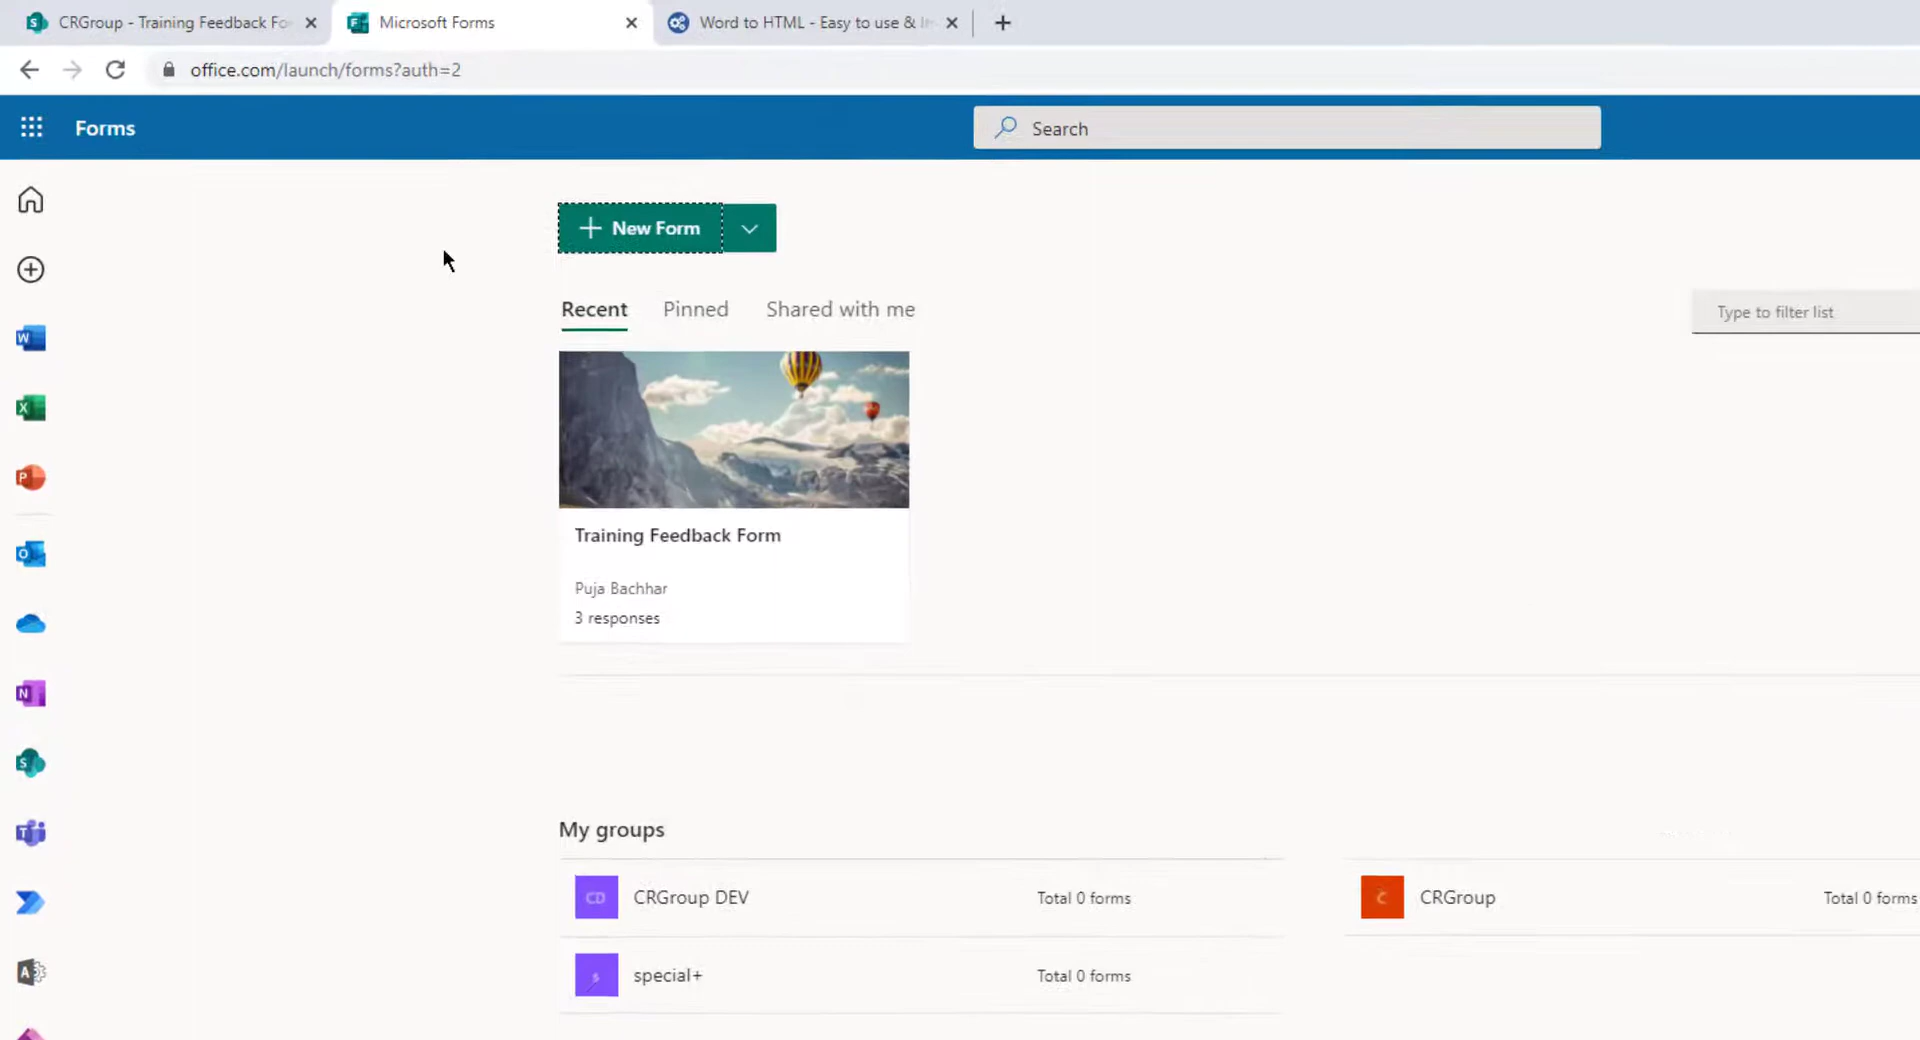 CRGroup - Training Feedback Fo
Microsoft Forms
Word to HTML - Easy to use & I
office.com/launch/forms?auth=2
Forms
Search
New Form
Recent
Pinned
Shared with me
Type to filter list
Training Feedback Form
Puja Bachhar
3 responses
My groups
CD
CRGroup DEV
Total 0 forms
C
CRGroup
Total 0 forms
s
special+
Total 0 forms